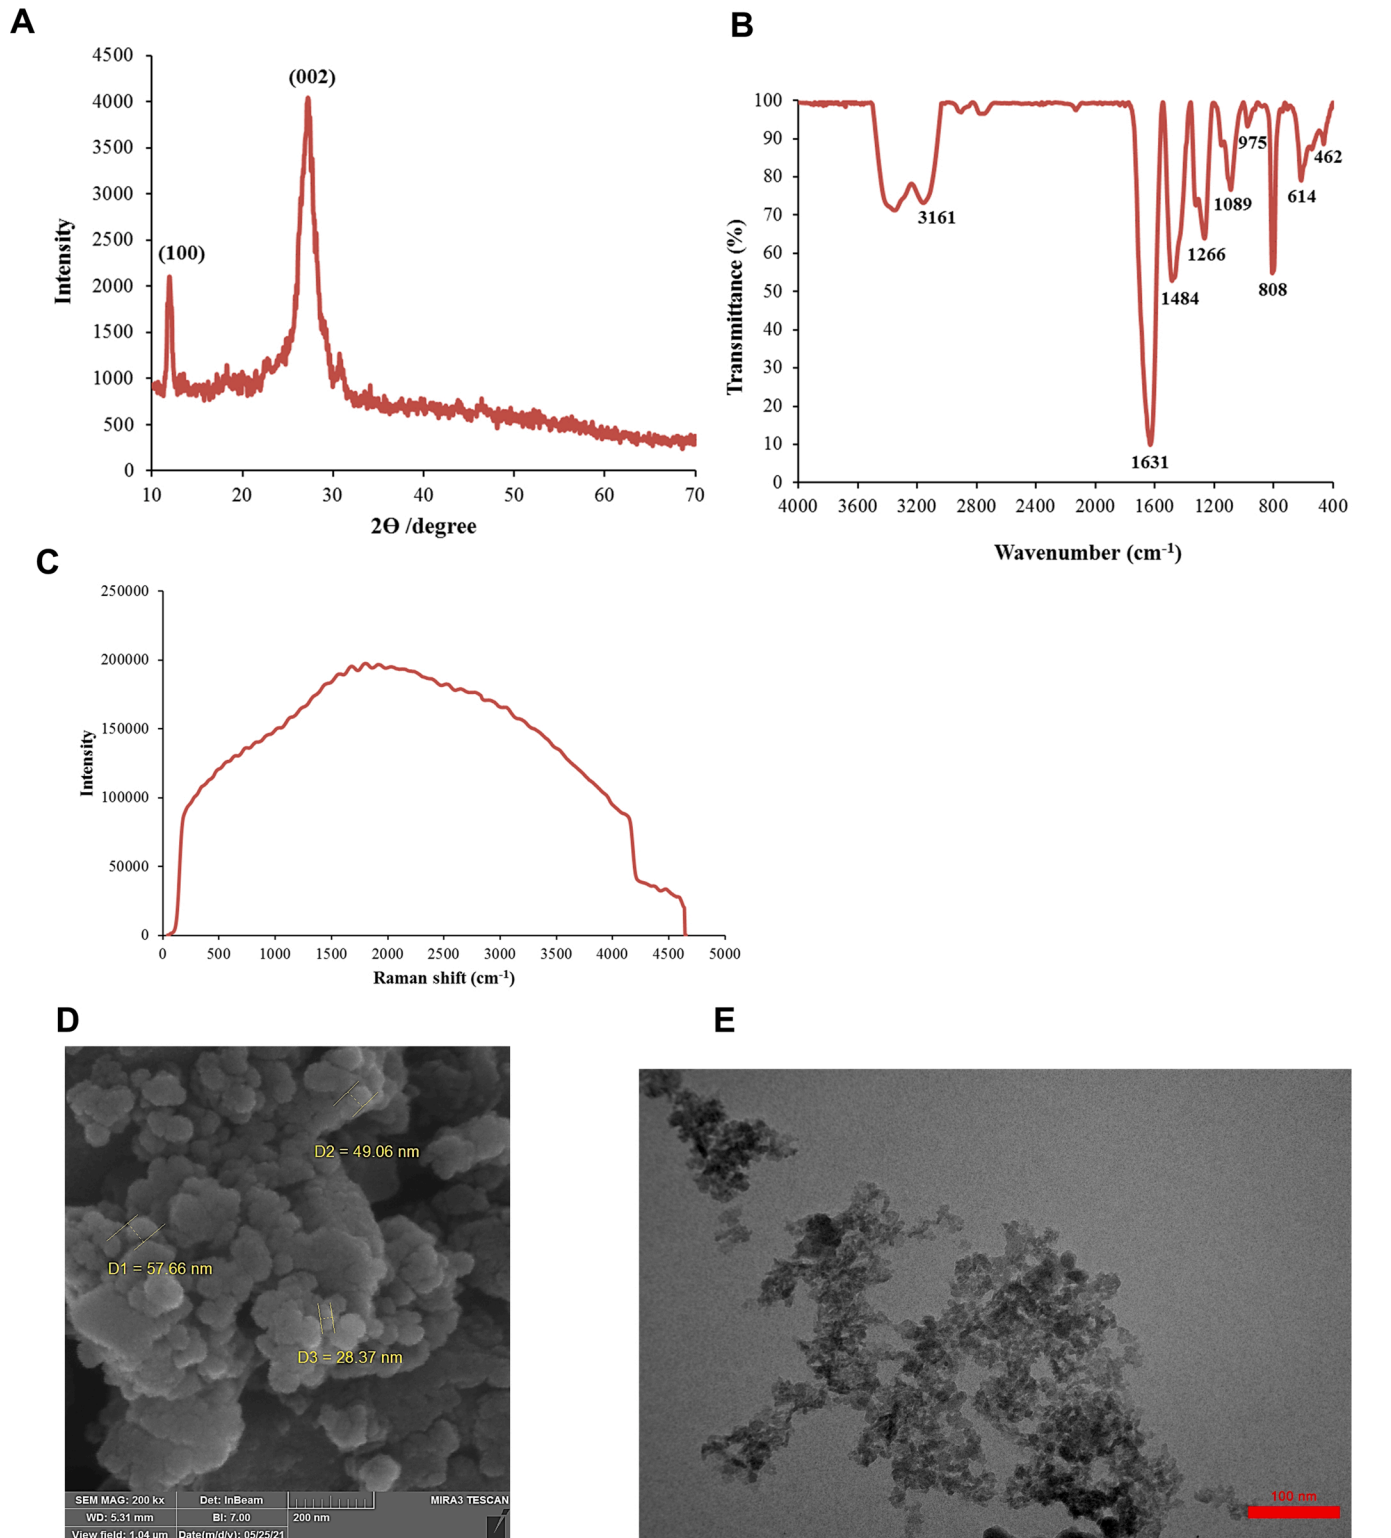 A
4500
4000
3500
3000
2500
2000
1500
1000
500
0
Intensity
(100)
(002)
10 20 30 40 50 60 70
2ϴ /degree
B
100
90
80
70
60
50
40
30
20
10
0
Transmittance (%)
3161
1631
1484
1266
1089
975
808
614
462
4000 3600 3200 2800 2400 2000 1600 1200 800 400
Wavenumber (cm-1)
C
250000
200000
150000
100000
50000
0
Intensity
0 500 1000 1500 2000 2500 3000 3500 4000 4500 5000
Raman shift (cm-1)
D
D2 = 49.06 nm
D1 = 57.66 nm
D3 = 28.37 nm
SEM MAG: 200 kx Det: InBeam MIRA3 TESCAN
WD: 5.31 mm BI: 7.00 200 nm
View field: 1.04 µm Date(m/d/y): 05/25/21
E
100 nm